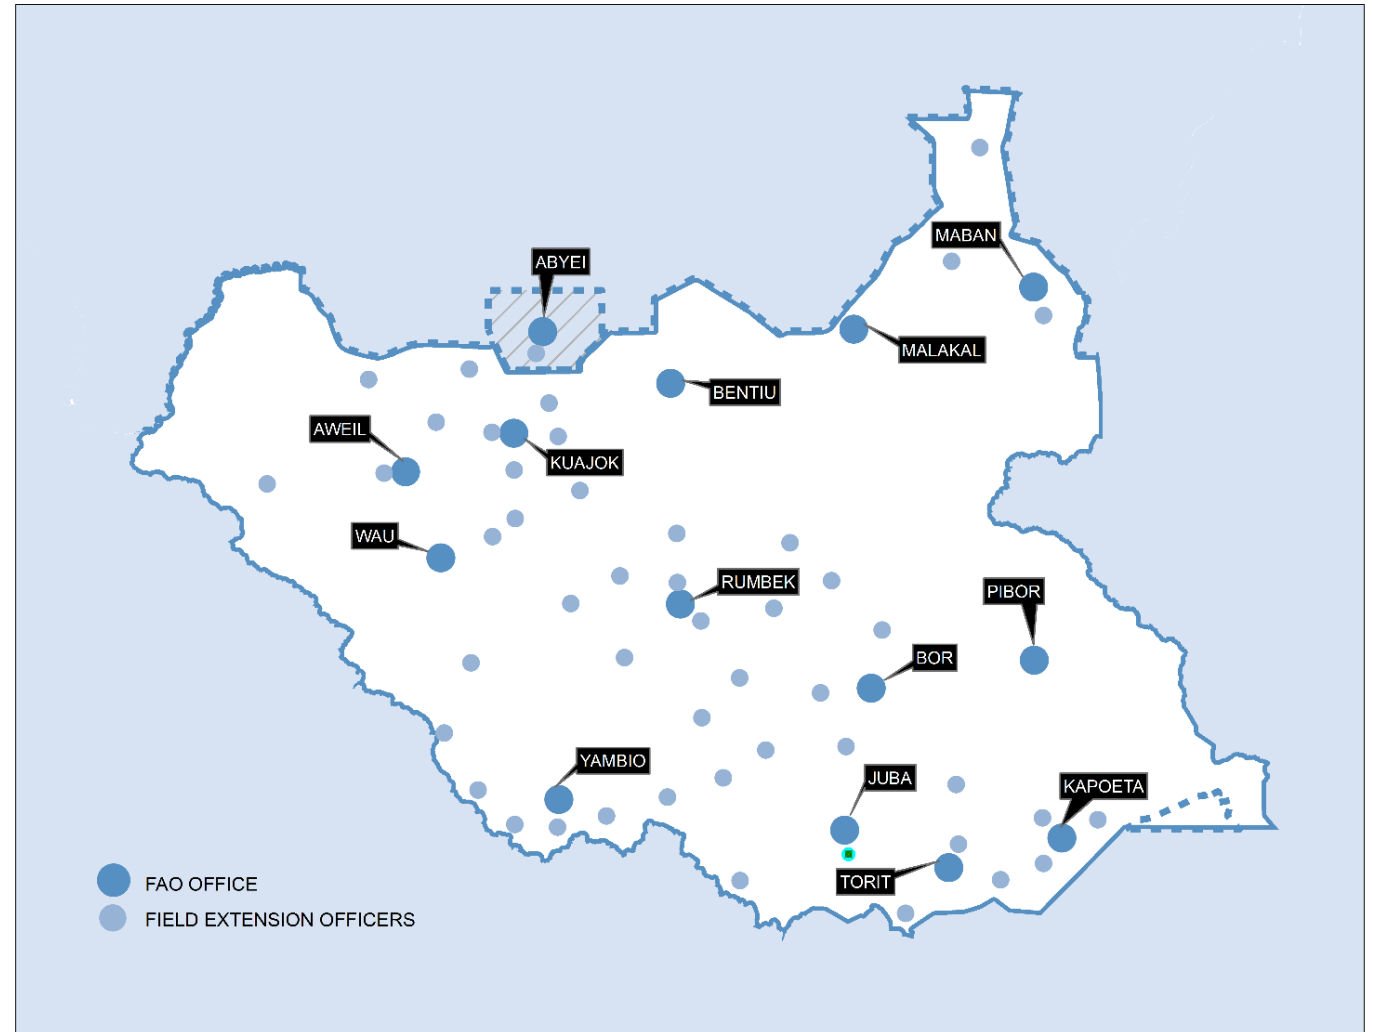 MABAN
ABYEI
MALAKAL
BENTIU
AWEIL
KUAJOK
WAU
RUMBEK
PIBOR
BOR
YAMBIO
JUBA
KAPOETA
TORIT
FAO OFFICE
FIELD EXTENSION OFFICERS